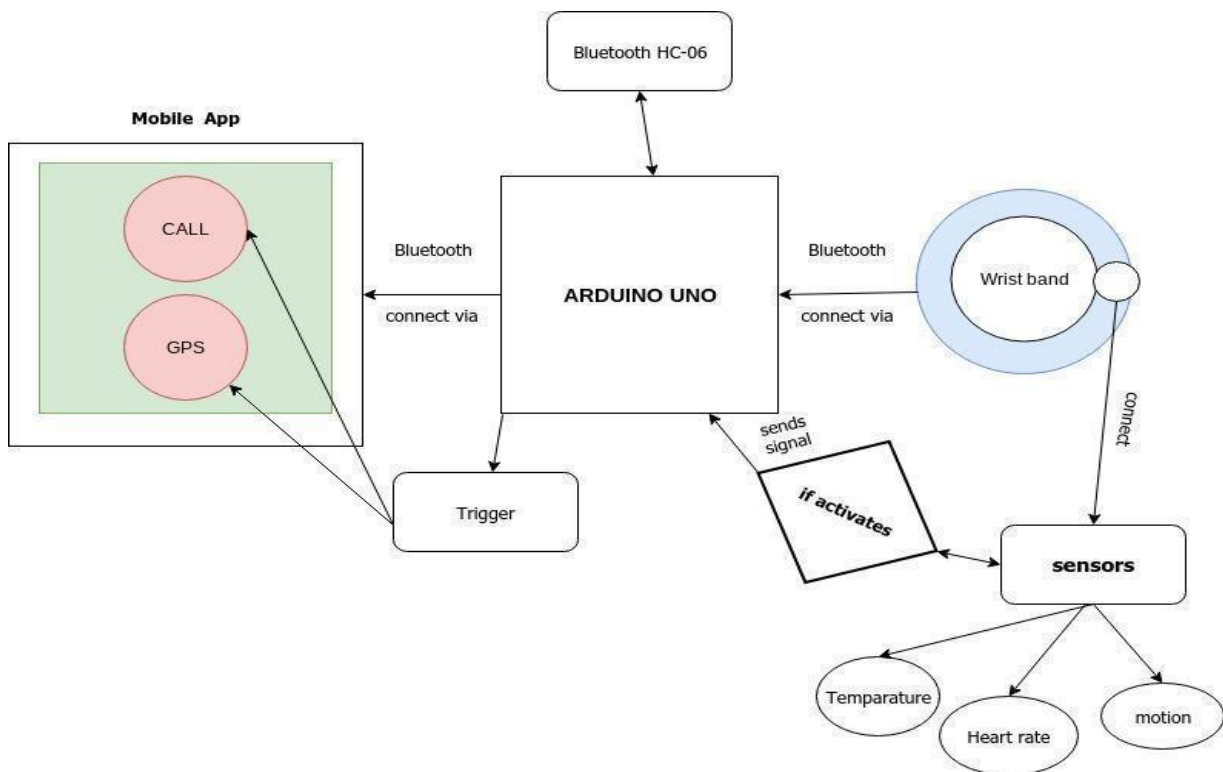 Bluetooth HC-06
Mobile App
CALL
GPS
Bluetooth
connect via
ARDUINO UNO
Bluetooth
connect via
Wrist band
connect
sends
signal
if activates
Trigger
sensors
Temparature
Heart rate
motion